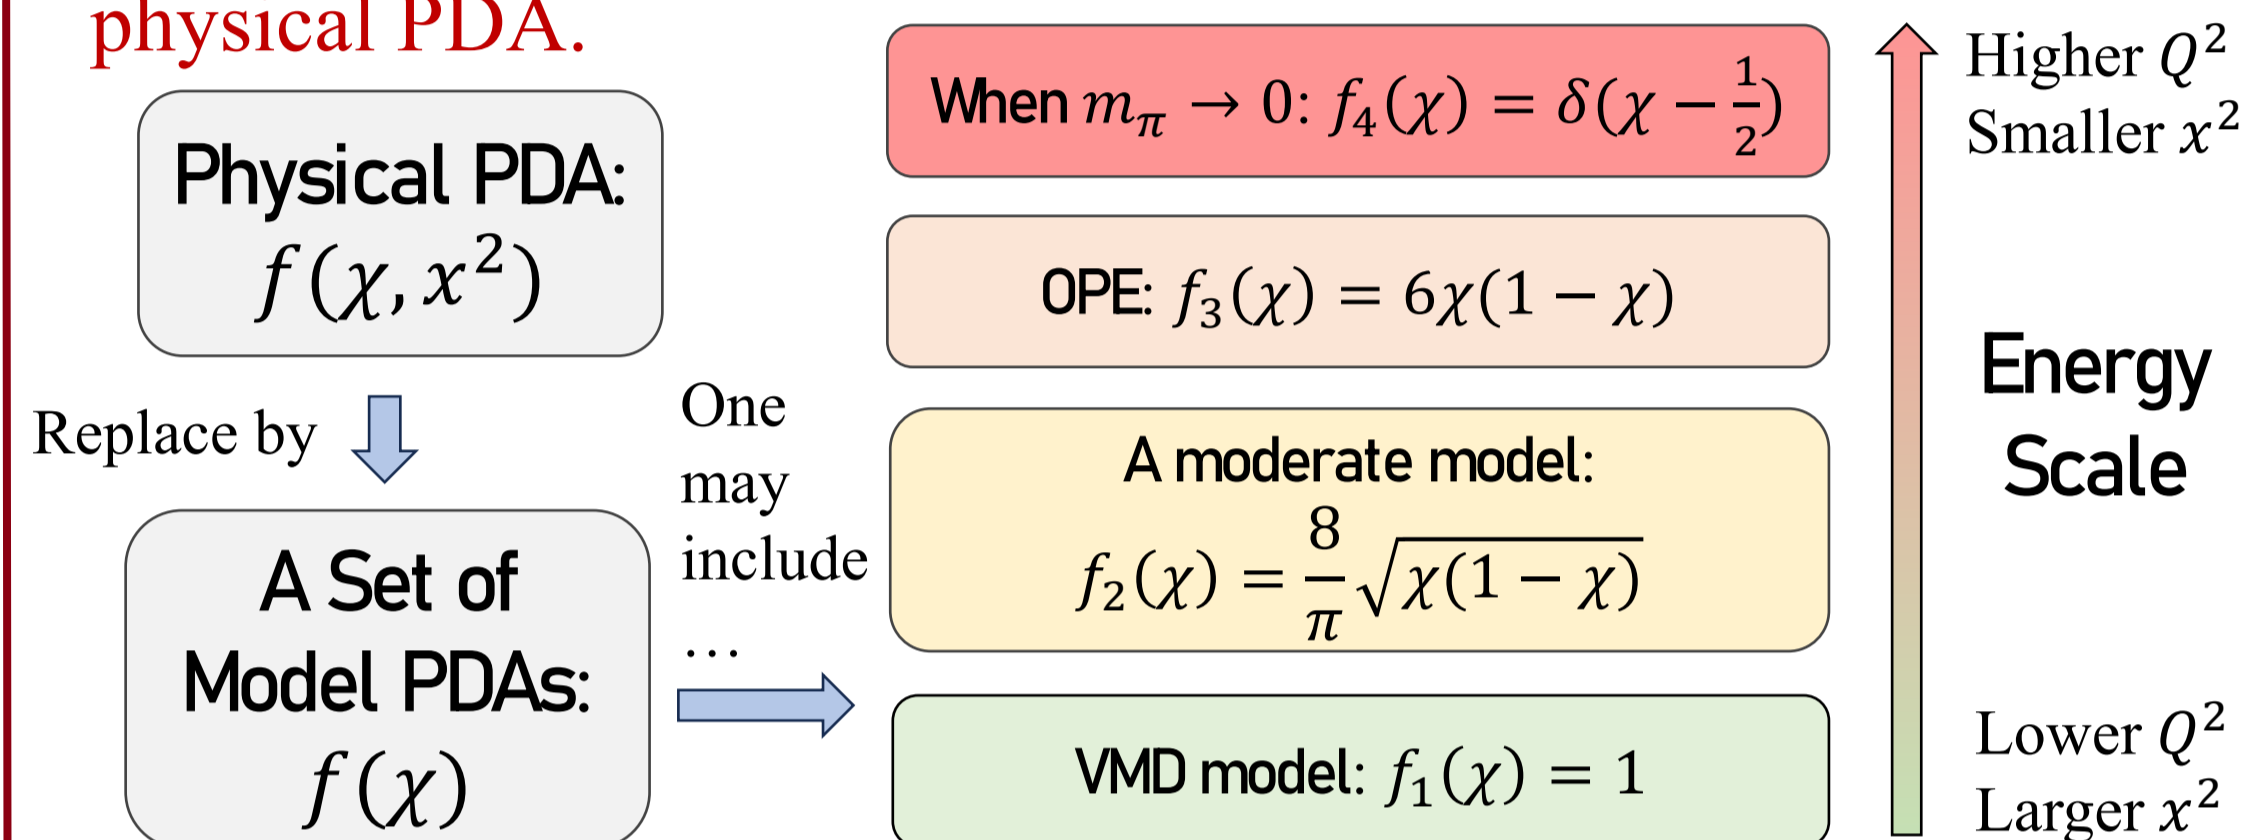 physical PDA.
Physical PDA:
f(χ, x²)
Replace by
A Set of
Model PDAs:
f(χ)
One
may
include
…
When m_π → 0: f₄(χ) = δ(χ − 1/2)
OPE: f₃(χ) = 6χ(1 − χ)
A moderate model:
f₂(χ) = 8/π √χ(1 − χ)
VMD model: f₁(χ) = 1
Higher Q²
Smaller x²
Energy
Scale
Lower Q²
Larger x²